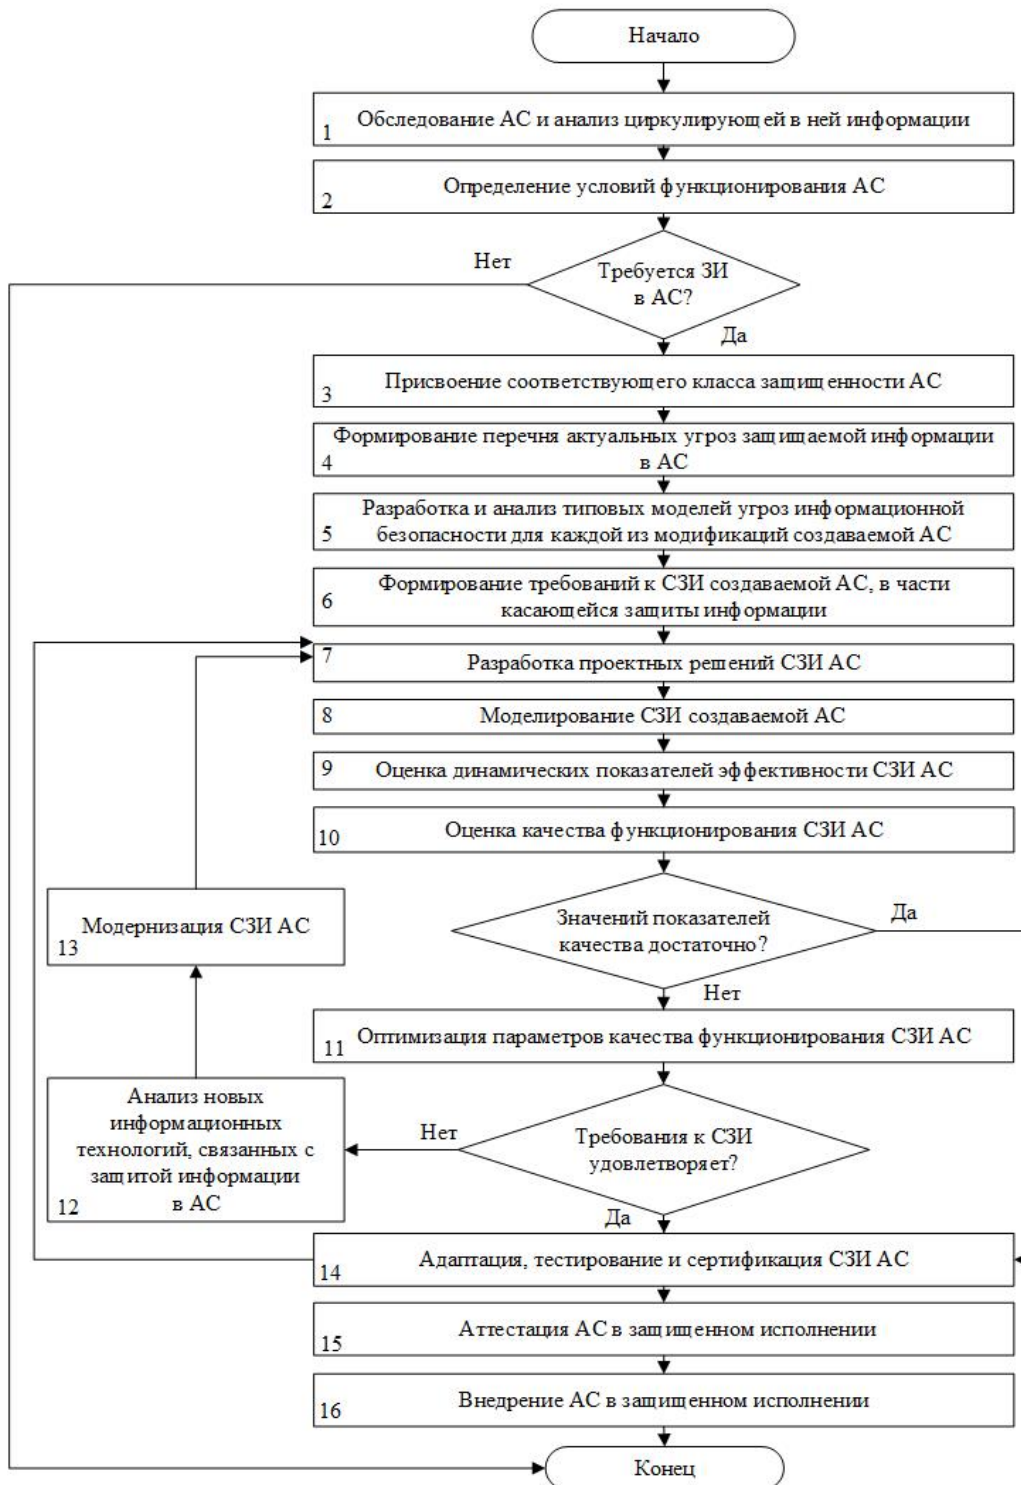 Начало
Обследование АС и анализ циркулирующей в ней информации
1
Определение условий функционирования АС
2
Нет
Требуется ЗИ
в АС?
Да
Присвоение соответствующего класса защищенности АС
3
Формирование перечня актуальных угроз защищаемой информации
в АС
4
Разработка и анализ типовых моделей угроз информационной
безопасности для каждой из модификаций создаваемой АС
5
Формирование требований к СЗИ создаваемой АС, в части
касающейся защиты информации
6
7
Разработка проектных решений СЗИ АС
8
Моделирование СЗИ создаваемой АС
9
Оценка динамических показателей эффективности СЗИ АС
Оценка качества функционирования СЗИ АС
10
Значений показателей
качества достаточно?
Да
Нет
Модернизация СЗИ АС
13
Оптимизация параметров качества функционирования СЗИ АС
11
Анализ новых
информационных
технологий, связанных с
защитой информации
в АС
12
Нет
Требования к СЗИ
удовлетворяет?
Да
Адаптация, тестирование и сертификация СЗИ АС
14
Аттестация АС в защищенном исполнении
15
Внедрение АС в защищенном исполнении
16
Конец